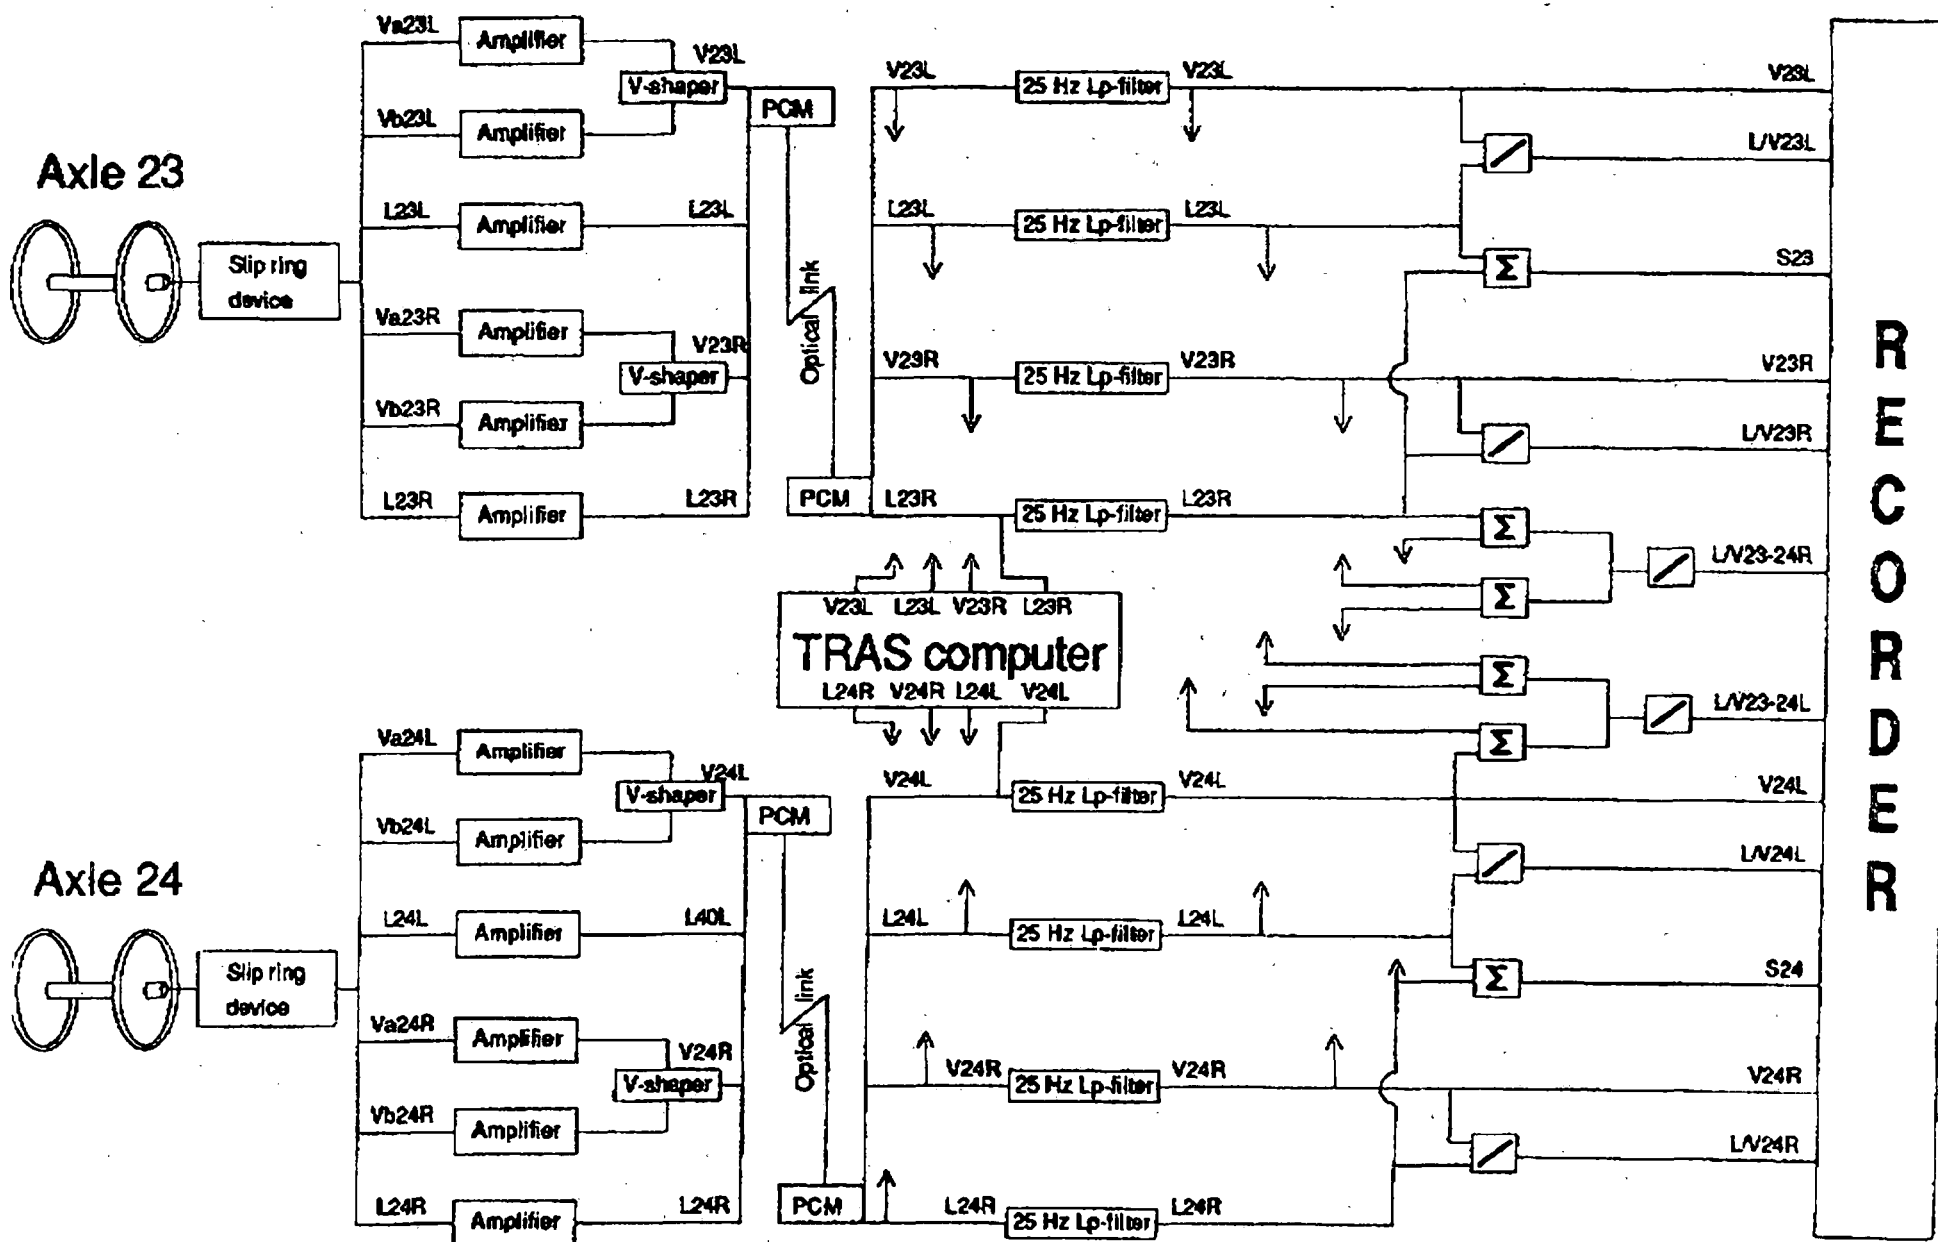 Va23L
Amplifier
V23L
V-shaper
Vb23L
Amplifier
PCM
Axle 23
L23L
Amplifier
L23L
Slip ring
device
Va23R
Amplifier
V23R
V-shaper
Vb23R
Amplifier
L23R
Amplifier
L23R
Optical link
PCM
V23L
25 Hz Lp-filter
V23L
V23L
L/V23L
L23L
25 Hz Lp-filter
L23L
Σ
S23
V23R
25 Hz Lp-filter
V23R
V23R
L/V23R
L23R
25 Hz Lp-filter
L23R
Σ
Σ
L/V23-24R
V23L L23L V23R L23R
TRAS computer
L24R V24R L24L V24L
Σ
Σ
L/V23-24L
Va24L
Amplifier
V24L
V-shaper
Vb24L
Amplifier
PCM
Axle 24
L24L
Amplifier
L40L
Slip ring
device
Va24R
Amplifier
V24R
V-shaper
Vb24R
Amplifier
L24R
Amplifier
L24R
Optical link
PCM
V24L
25 Hz Lp-filter
V24L
V24L
L/V24L
L24L
25 Hz Lp-filter
L24L
Σ
S24
V24R
25 Hz Lp-filter
V24R
V24R
L/V24R
L24R
25 Hz Lp-filter
L24R
RECORDER